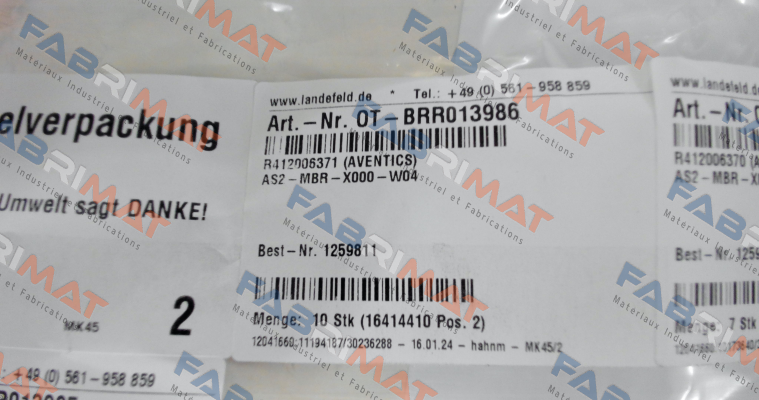 elverpackung
Umwelt sagt DANKE!
MK45
2
+49 (0) 561-958 859
www.landefeld.de * Tel.: +49 (0) 561-958 859
Art.-Nr. OT-BRR013986
R412006371 (AVENTICS)
AS2-MBR-X000-W04
Best-Nr. 1259811
Menge: 10 Stk (16414410 Pos. 2)
12041660;11194187/30236288 - 16.01.24 - hahnm - MK45/2
www.landefeld.de
Art.-Nr.
R412006370
AS2-MBR-X
Best-Nr. 1259
Menge: 7 Stk
FABRIMAT
Materiaux Industriels et Fabrications